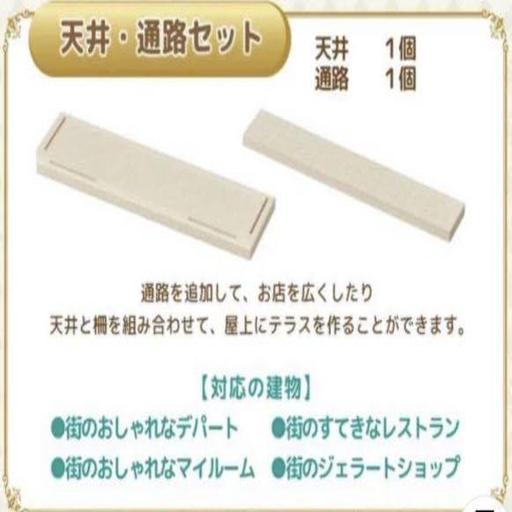 天井・通路セット
天井　1個
通路　1個
通路を追加して、お店を広くしたり
天井と柵を組み合わせて、屋上にテラスを作ることができます。
【対応の建物】
●街のおしゃれなデパート　●街のすてきなレストラン
●街のおしゃれなマイルーム　●街のジェラートショップ